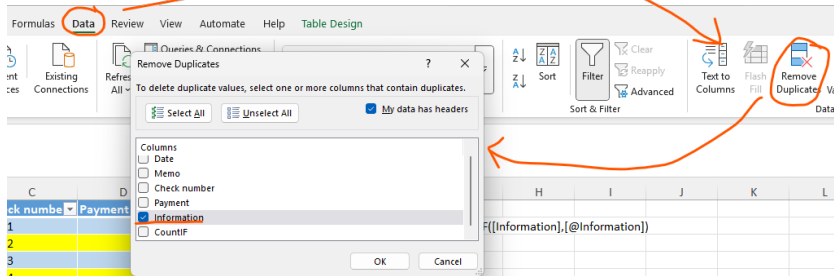 Formulas Data Review View Automate Help Table Design
Queries & Connections
Existing Connections
All
Z A
Sort
Filter
Clear
Reapply
Advanced
Sort & Filter
Text to Columns
Flash Fill
Remove Duplicates
Data
Remove Duplicates ? ×
To delete duplicate values, select one or more columns that contain duplicates.
Select All Unselect All My data has headers
Columns
Date
Memo
Check number
Payment
Information
CountIF
OK Cancel
C D H I J K L
ck numbe Payment
1 F([Information],[@Information])
2
3